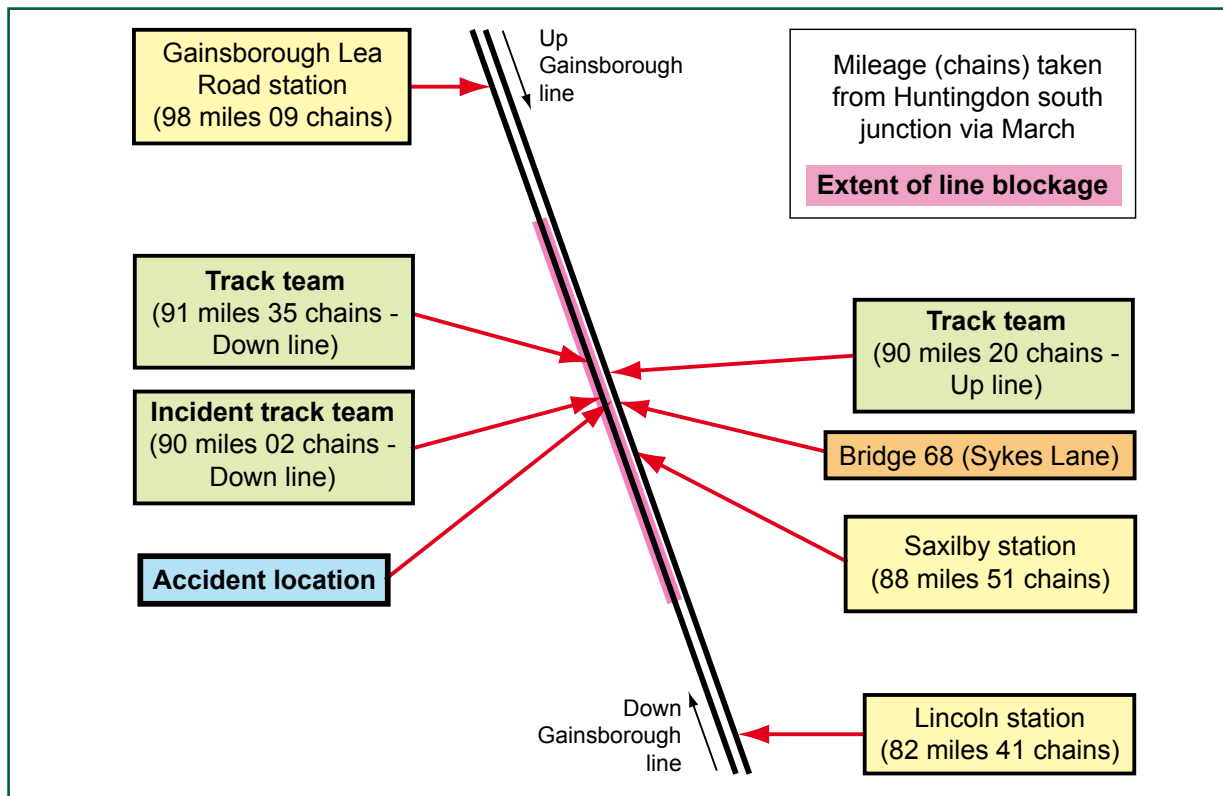 Gainsborough Lea
Road station
(98 miles 09 chains)
Up
Gainsborough
line
Mileage (chains) taken
from Huntingdon south
junction via March
Extent of line blockage
Track team
(91 miles 35 chains -
Down line)
Track team
(90 miles 20 chains -
Up line)
Incident track team
(90 miles 02 chains -
Down line)
Bridge 68 (Sykes Lane)
Accident location
Saxilby station
(88 miles 51 chains)
Down
Gainsborough
line
Lincoln station
(82 miles 41 chains)